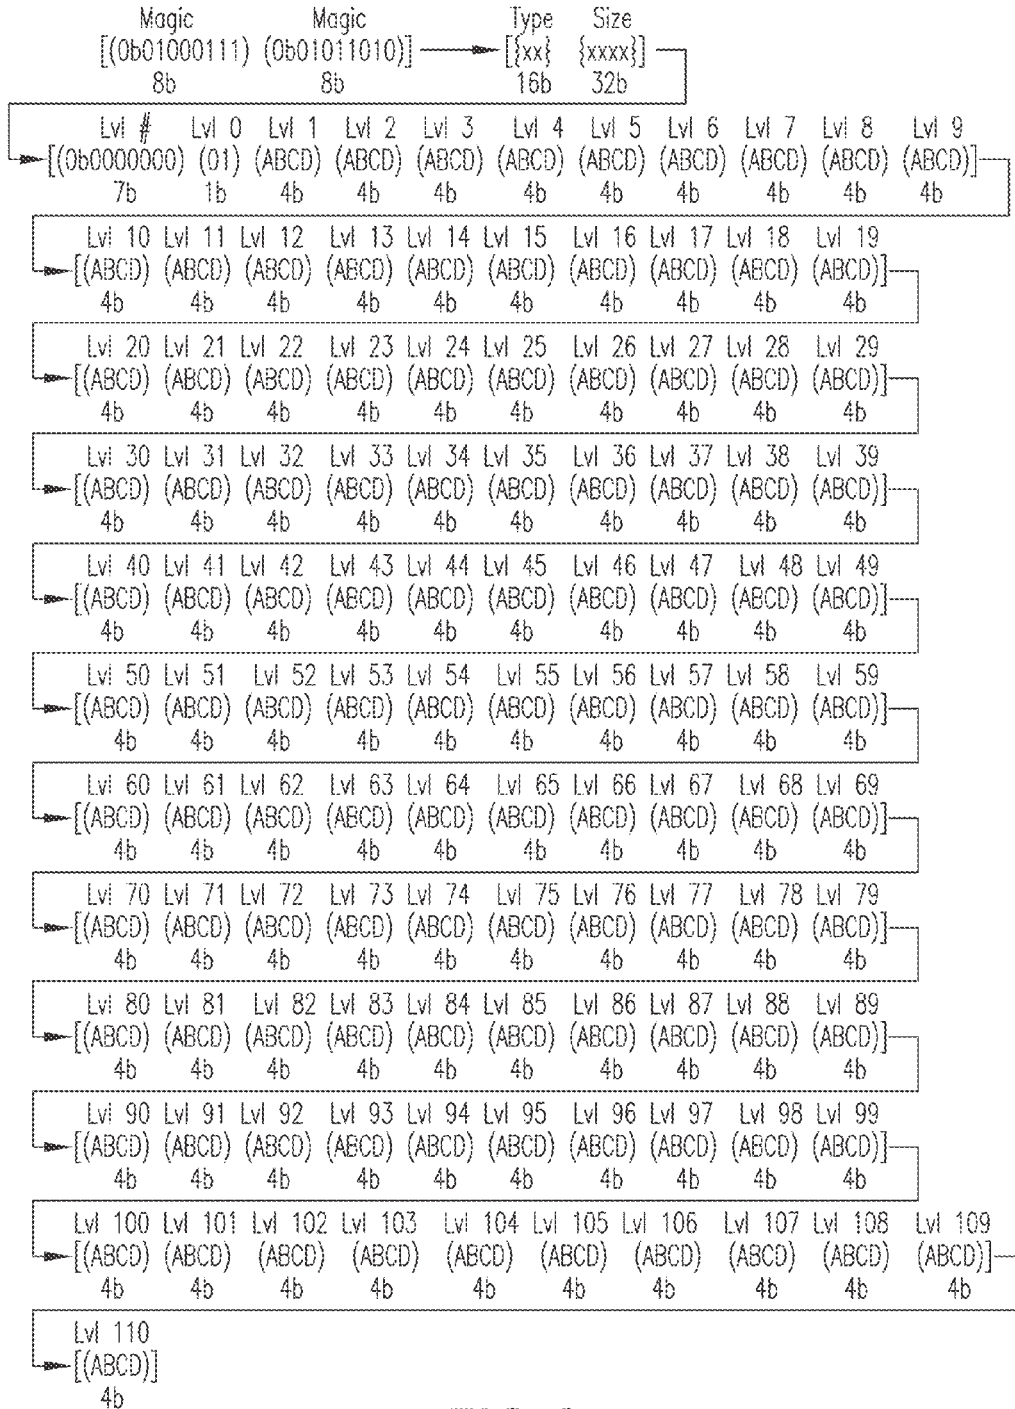 Magic Magic Type Size
[(0b01000111) (0b01011010)] [{xx} {xxxx}]
8b 8b 16b 32b
Lvl # Lvl 0 Lvl 1 Lvl 2 Lvl 3 Lvl 4 Lvl 5 Lvl 6 Lvl 7 Lvl 8 Lvl 9
[(0b0000000) (01) (ABCD) (ABCD) (ABCD) (ABCD) (ABCD) (ABCD) (ABCD) (ABCD) (ABCD)]
7b 1b 4b 4b 4b 4b 4b 4b 4b 4b 4b
Lvl 10 Lvl 11 Lvl 12 Lvl 13 Lvl 14 Lvl 15 Lvl 16 Lvl 17 Lvl 18 Lvl 19
[(ABCD) (ABCD) (ABCD) (ABCD) (ABCD) (ABCD) (ABCD) (ABCD) (ABCD) (ABCD)]
4b 4b 4b 4b 4b 4b 4b 4b 4b 4b
Lvl 20 Lvl 21 Lvl 22 Lvl 23 Lvl 24 Lvl 25 Lvl 26 Lvl 27 Lvl 28 Lvl 29
[(ABCD) (ABCD) (ABCD) (ABCD) (ABCD) (ABCD) (ABCD) (ABCD) (ABCD) (ABCD)]
4b 4b 4b 4b 4b 4b 4b 4b 4b 4b
Lvl 30 Lvl 31 Lvl 32 Lvl 33 Lvl 34 Lvl 35 Lvl 36 Lvl 37 Lvl 38 Lvl 39
[(ABCD) (ABCD) (ABCD) (ABCD) (ABCD) (ABCD) (ABCD) (ABCD) (ABCD) (ABCD)]
4b 4b 4b 4b 4b 4b 4b 4b 4b 4b
Lvl 40 Lvl 41 Lvl 42 Lvl 43 Lvl 44 Lvl 45 Lvl 46 Lvl 47 Lvl 48 Lvl 49
[(ABCD) (ABCD) (ABCD) (ABCD) (ABCD) (ABCD) (ABCD) (ABCD) (ABCD) (ABCD)]
4b 4b 4b 4b 4b 4b 4b 4b 4b 4b
Lvl 50 Lvl 51 Lvl 52 Lvl 53 Lvl 54 Lvl 55 Lvl 56 Lvl 57 Lvl 58 Lvl 59
[(ABCD) (ABCD) (ABCD) (ABCD) (ABCD) (ABCD) (ABCD) (ABCD) (ABCD) (ABCD)]
4b 4b 4b 4b 4b 4b 4b 4b 4b 4b
Lvl 60 Lvl 61 Lvl 62 Lvl 63 Lvl 64 Lvl 65 Lvl 66 Lvl 67 Lvl 68 Lvl 69
[(ABCD) (ABCD) (ABCD) (ABCD) (ABCD) (ABCD) (ABCD) (ABCD) (ABCD) (ABCD)]
4b 4b 4b 4b 4b 4b 4b 4b 4b 4b
Lvl 70 Lvl 71 Lvl 72 Lvl 73 Lvl 74 Lvl 75 Lvl 76 Lvl 77 Lvl 78 Lvl 79
[(ABCD) (ABCD) (ABCD) (ABCD) (ABCD) (ABCD) (ABCD) (ABCD) (ABCD) (ABCD)]
4b 4b 4b 4b 4b 4b 4b 4b 4b 4b
Lvl 80 Lvl 81 Lvl 82 Lvl 83 Lvl 84 Lvl 85 Lvl 86 Lvl 87 Lvl 88 Lvl 89
[(ABCD) (ABCD) (ABCD) (ABCD) (ABCD) (ABCD) (ABCD) (ABCD) (ABCD) (ABCD)]
4b 4b 4b 4b 4b 4b 4b 4b 4b 4b
Lvl 90 Lvl 91 Lvl 92 Lvl 93 Lvl 94 Lvl 95 Lvl 96 Lvl 97 Lvl 98 Lvl 99
[(ABCD) (ABCD) (ABCD) (ABCD) (ABCD) (ABCD) (ABCD) (ABCD) (ABCD) (ABCD)]
4b 4b 4b 4b 4b 4b 4b 4b 4b 4b
Lvl 100 Lvl 101 Lvl 102 Lvl 103 Lvl 104 Lvl 105 Lvl 106 Lvl 107 Lvl 108 Lvl 109
[(ABCD) (ABCD) (ABCD) (ABCD) (ABCD) (ABCD) (ABCD) (ABCD) (ABCD) (ABCD)]
4b 4b 4b 4b 4b 4b 4b 4b 4b 4b
Lvl 110
[(ABCD)]
4b